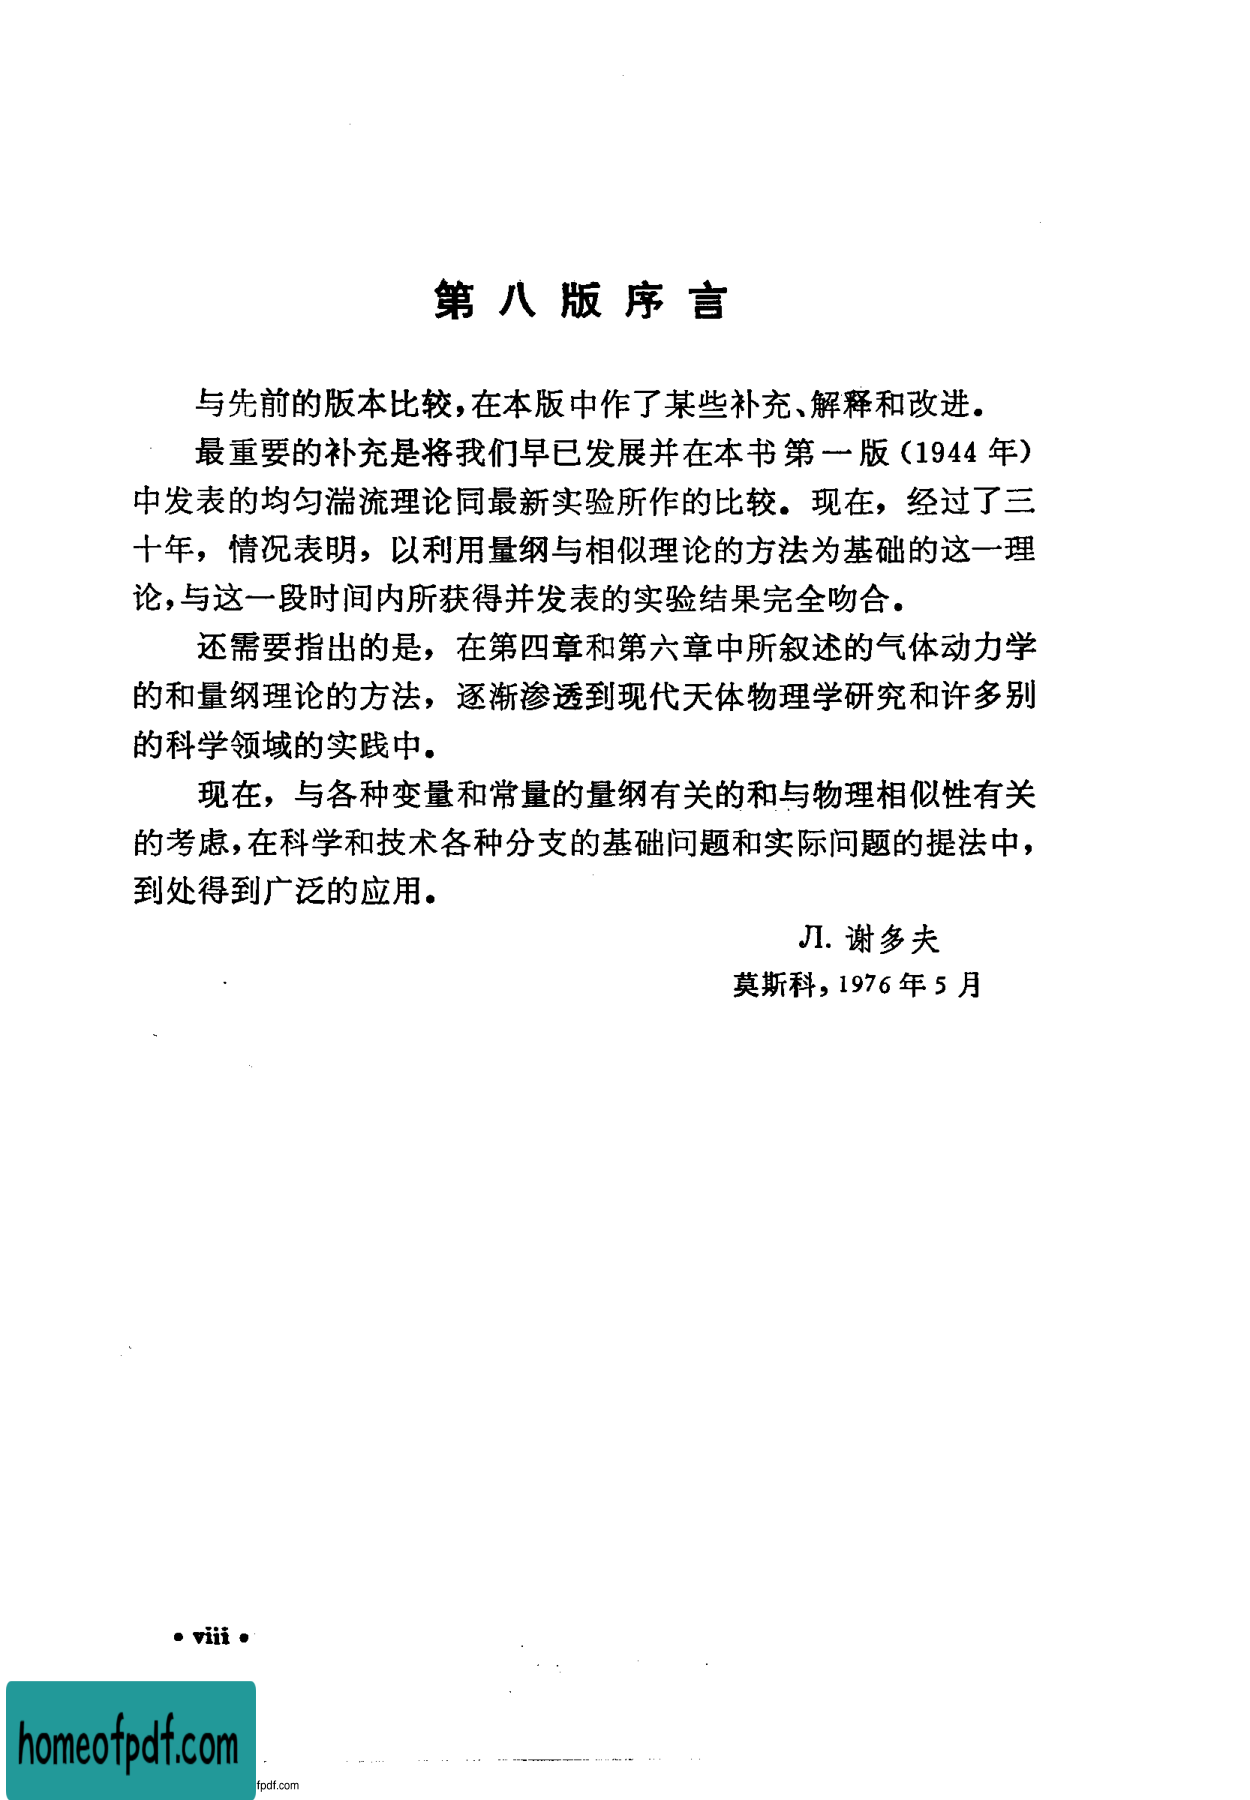 第八版序言
与先前的版本比较，在本版中作了某些补充、解释和改进．
最重要的补充是将我们早已发展并在本书第一版（1944 年）
中发表的均匀湍流理论同最新实验所作的比较．现在，经过了三
十年，情况表明，以利用量纲与相似理论的方法为基础的这一理
论，与这一段时间内所获得并发表的实验结果完全吻合．
还需要指出的是，在第四章和第六章中所叙述的气体动力学
的和量纲理论的方法，逐渐渗透到现代天体物理学研究和许多别
的科学领域的实践中．
现在，与各种变量和常量的量纲有关的和与物理相似性有关
的考虑，在科学和技术各种分支的基础问题和实际问题的提法中，
到处得到广泛的应用．
Л. 谢多夫
莫斯科，1976 年 5 月
• viii •
homeofpdf.com
fpdf.com